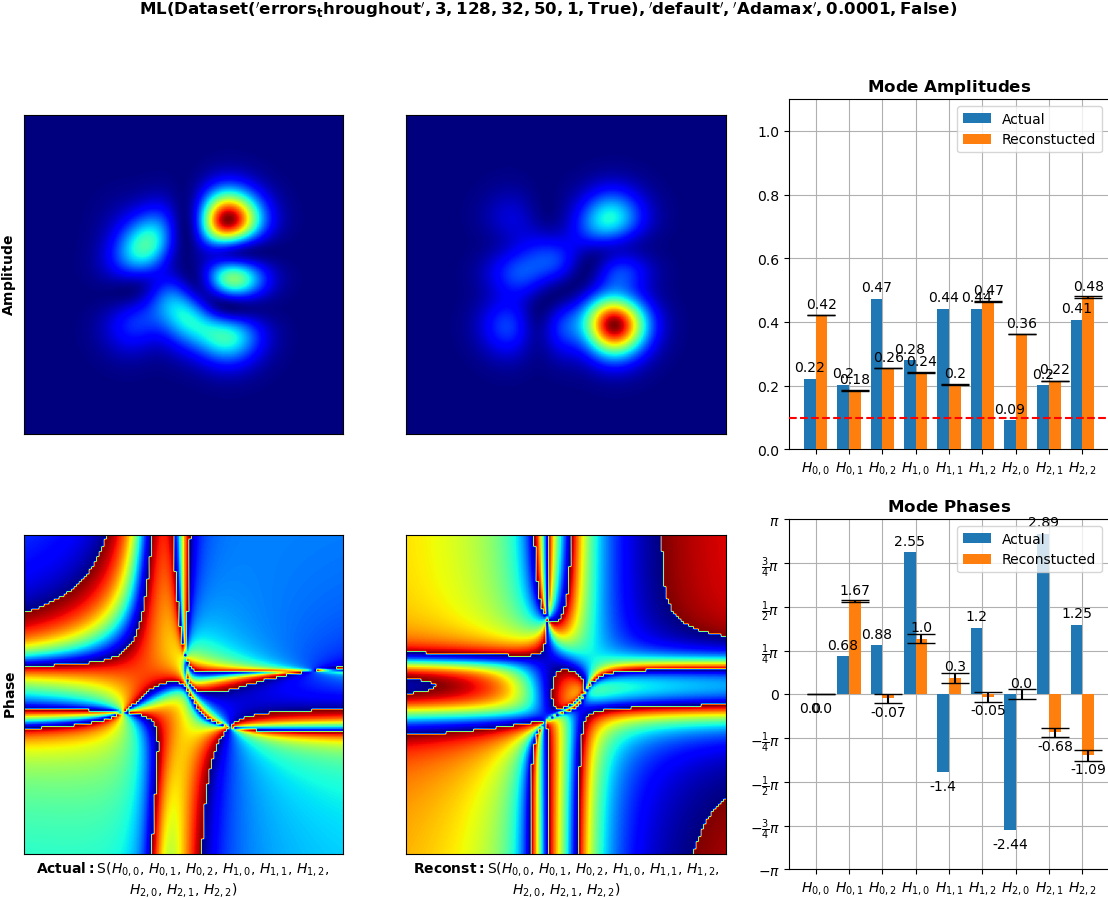 ML(Dataset('errors_throughout', 3, 128, 32, 50, 1, True), 'default', 'Adamax', 0.0001, False)
Amplitude
Mode Amplitudes
Actual
Reconstucted
1.0
0.8
0.6
0.4
0.2
0.0
0.22
0.42
0.2
0.18
0.47
0.26
0.28
0.24
0.44
0.2
0.44
0.47
0.09
0.36
0.2
0.22
0.41
0.48
H0,0 H0,1 H0,2 H1,0 H1,1 H1,2 H2,0 H2,1 H2,2
Phase
Mode Phases
Actual
Reconstucted
π
3/4π
1/2π
1/4π
0
−1/4π
−1/2π
−3/4π
−π
0.0
0.0
0.68
1.67
0.88
-0.07
2.55
1.0
-1.4
0.3
1.2
-0.05
-2.44
0.0
2.89
-0.68
1.25
-1.09
H0,0 H0,1 H0,2 H1,0 H1,1 H1,2 H2,0 H2,1 H2,2
Actual: S(H0,0, H0,1, H0,2, H1,0, H1,1, H1,2,
H2,0, H2,1, H2,2)
Reconst: S(H0,0, H0,1, H0,2, H1,0, H1,1, H1,2,
H2,0, H2,1, H2,2)